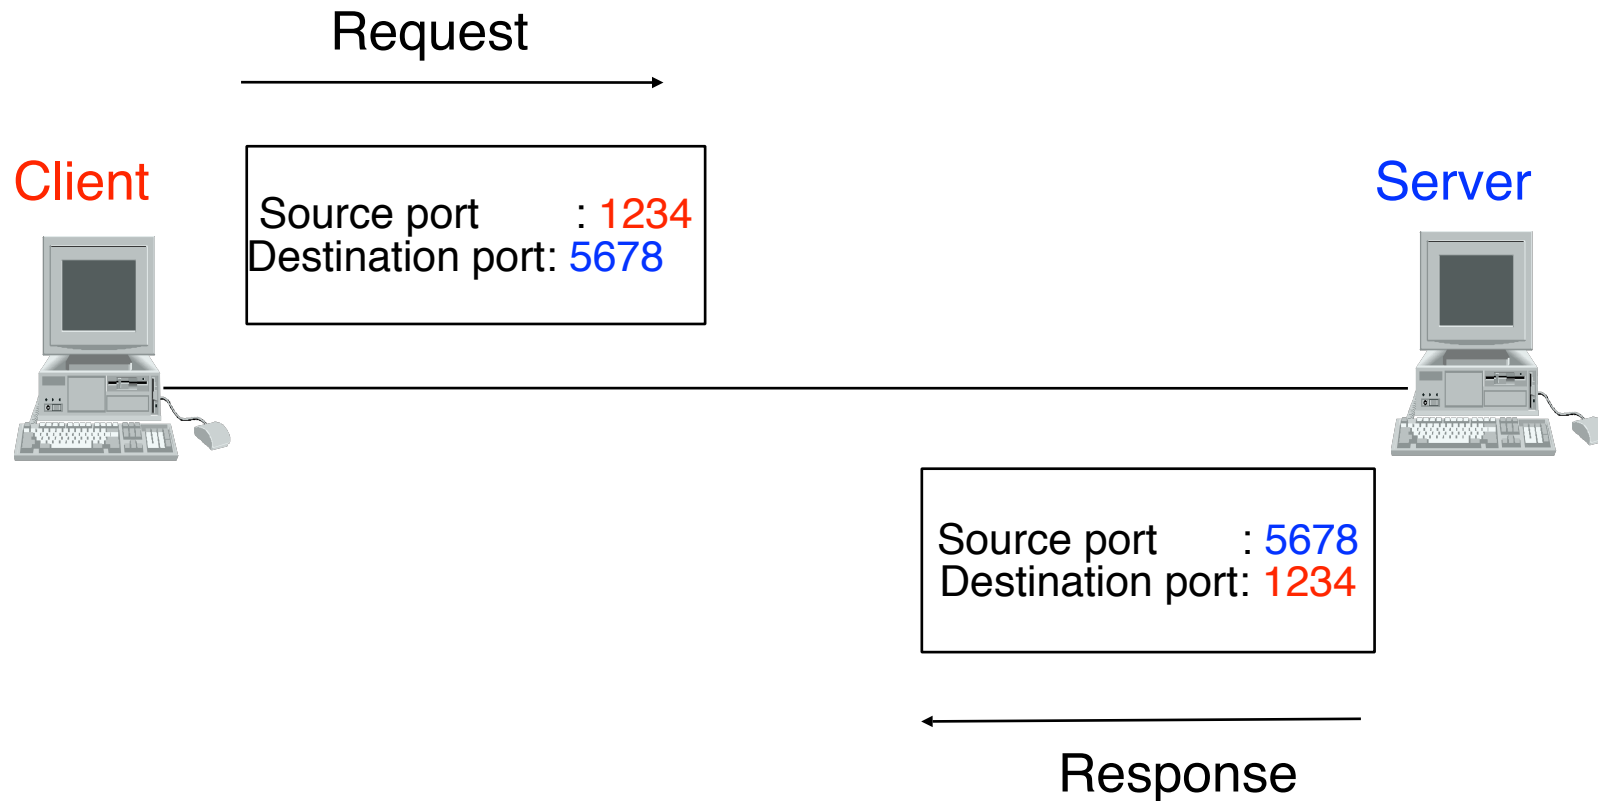 Request
Client
Server
Source port : 1234
Destination port: 5678
Source port : 5678
Destination port: 1234
Response